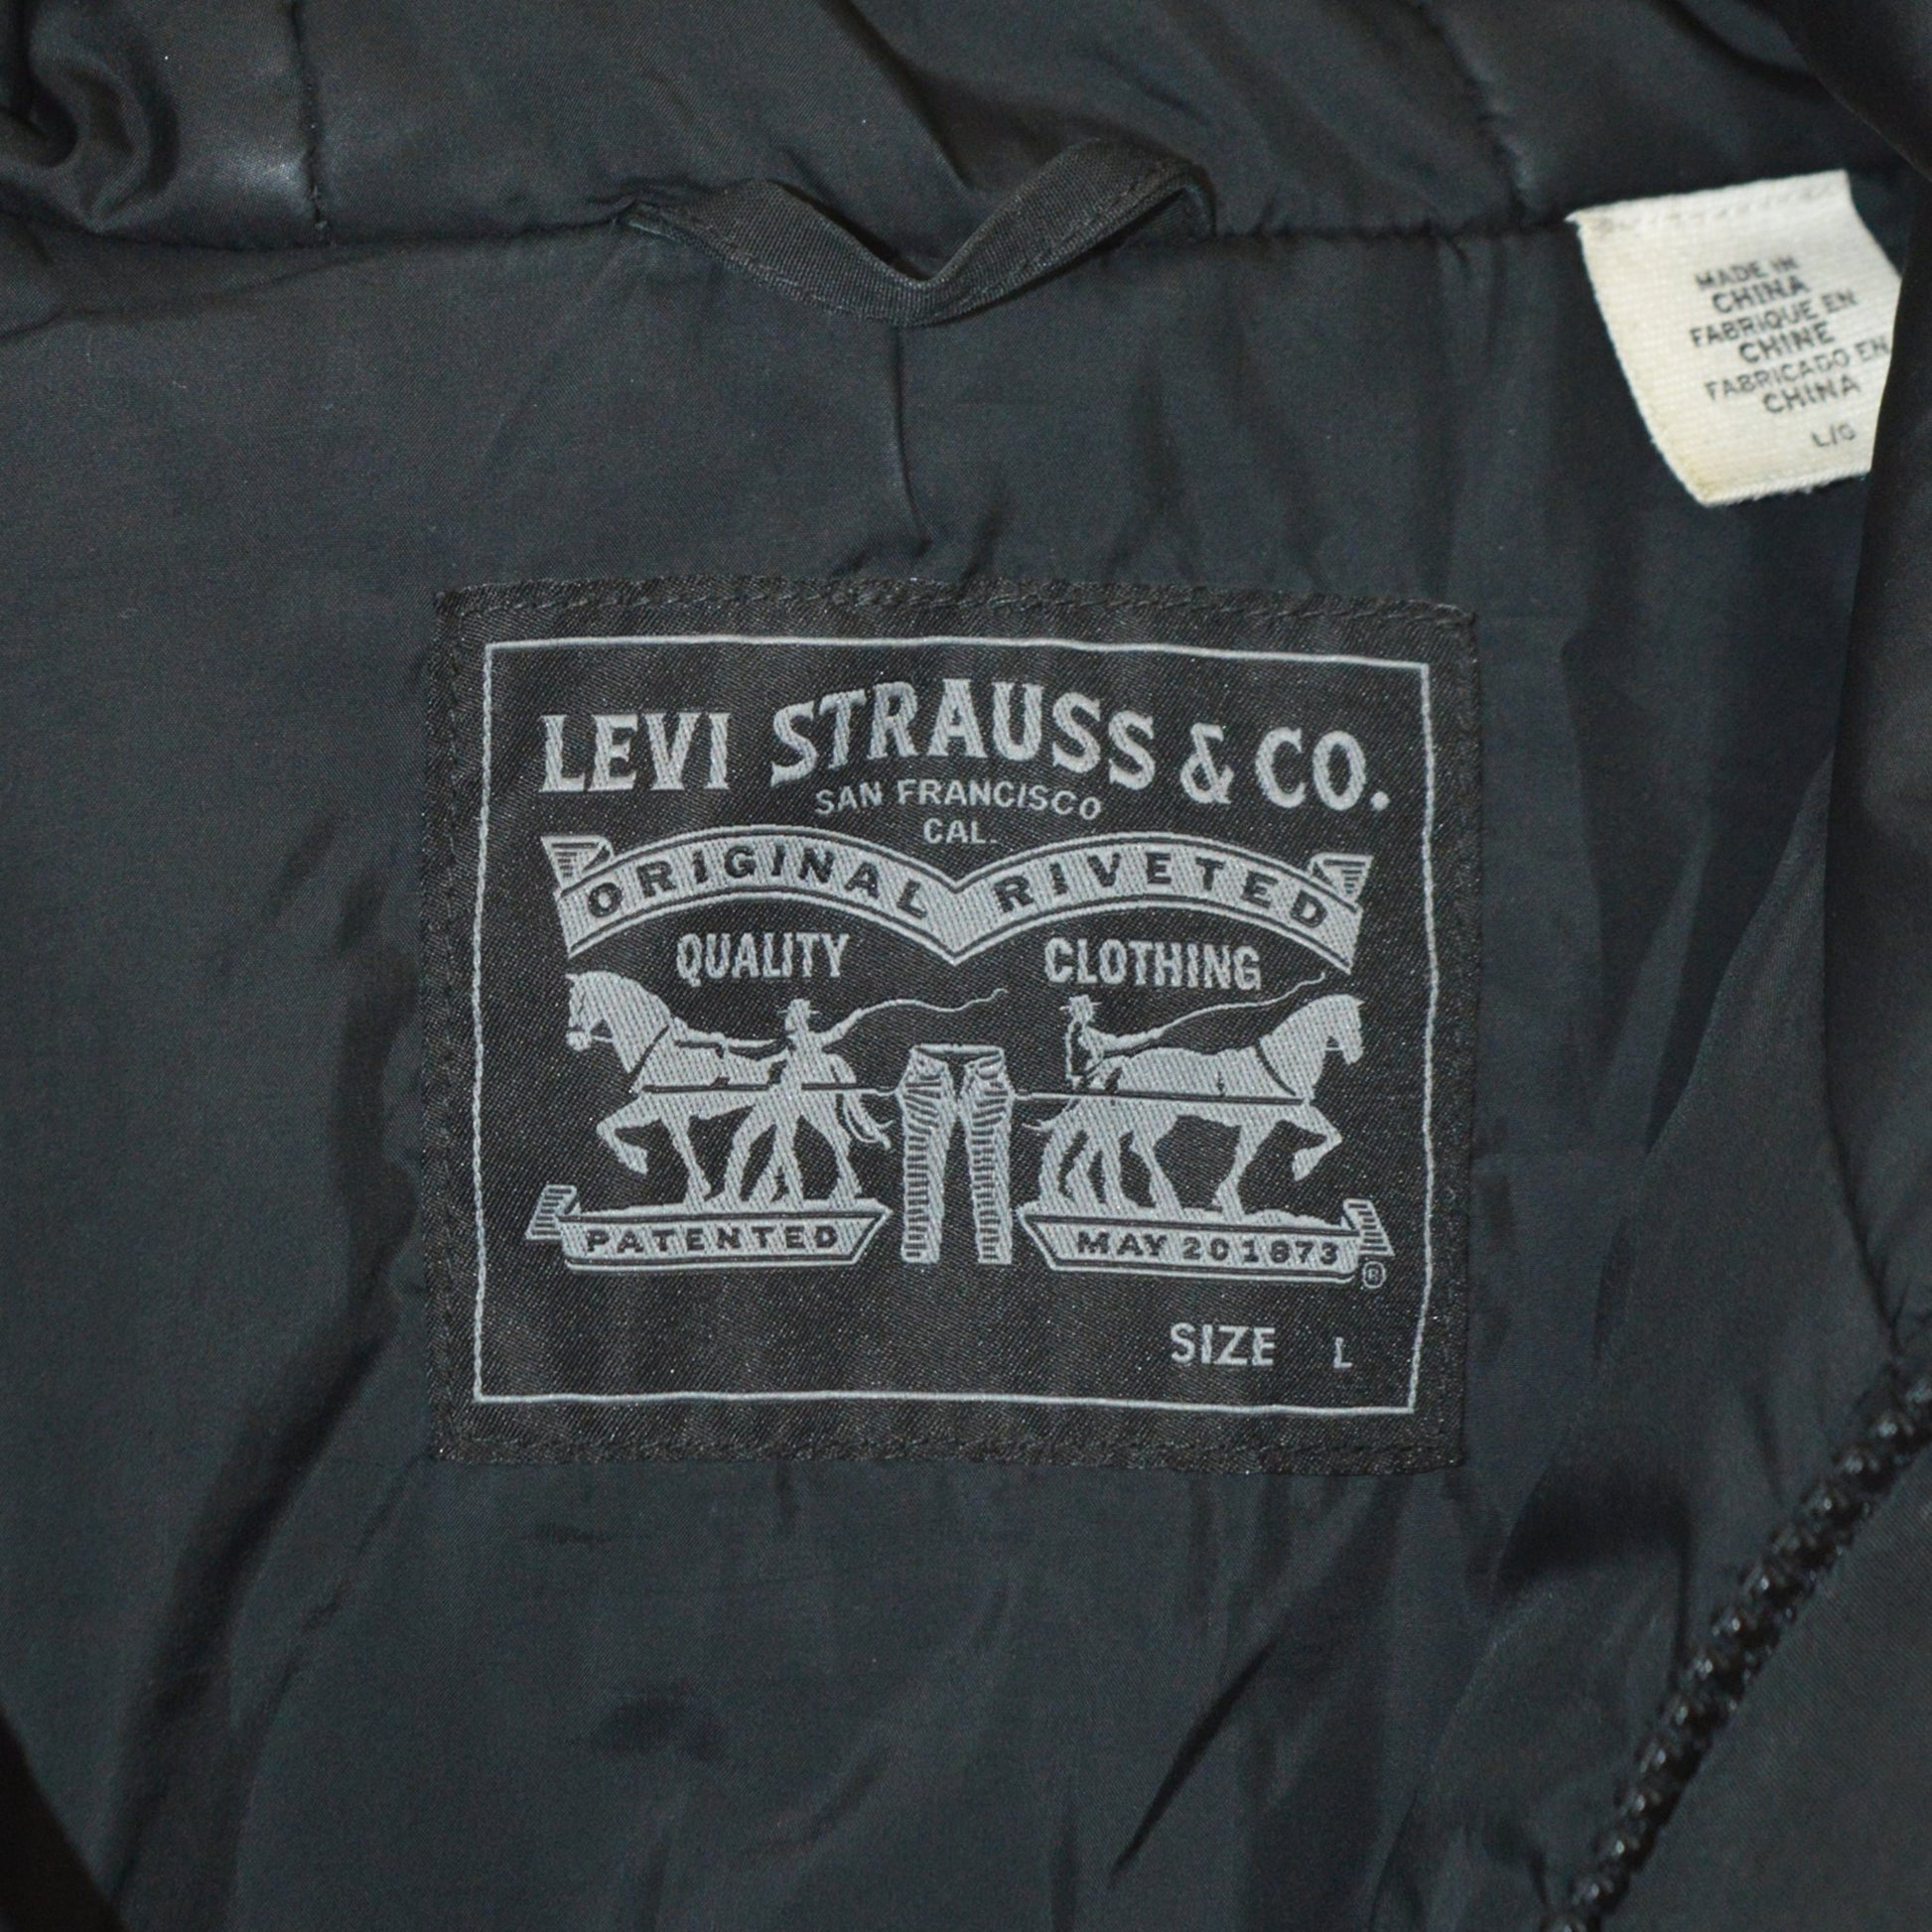 MADE IN
CHINA
FABRIQUE EN
CHINE
FABRICADO EN
CHINA
L/G
LEVI STRAUSS & CO.
SAN FRANCISCO
CAL.
ORIGINAL RIVETED
QUALITY CLOTHING
PATENTED MAY 20 1873
®
SIZE L